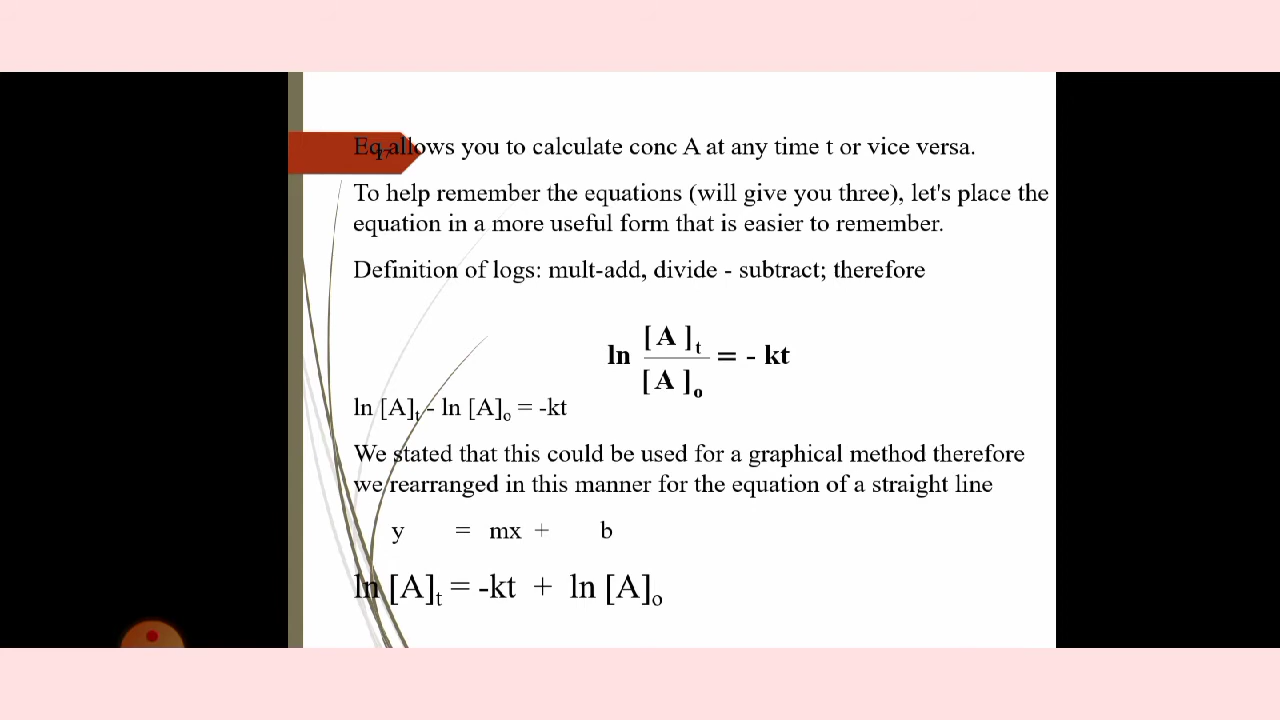 Eq allows you to calculate conc A at any time t or vice versa.
17
To help remember the equations (will give you three), let's place the
equation in a more useful form that is easier to remember.
Definition of logs: mult-add, divide - subtract; therefore
ln [A]t / [A]o = - kt
ln [A]t - ln [A]o = -kt
We stated that this could be used for a graphical method therefore
we rearranged in this manner for the equation of a straight line
y = mx + b
ln [A]t = -kt + ln [A]o